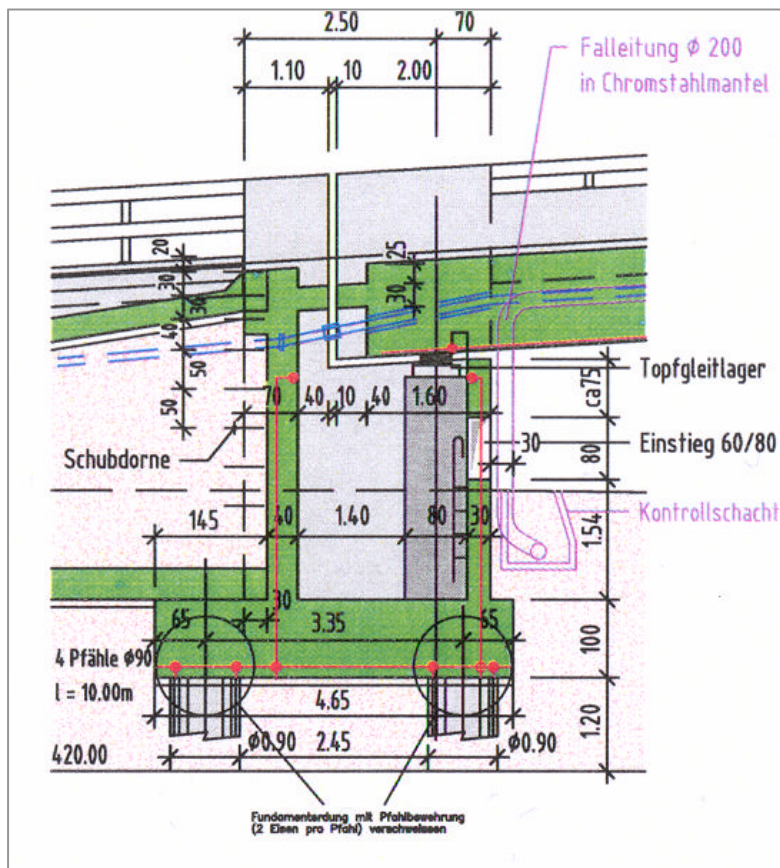 2.50
70
1.10
10
2.00
Falleitung ϕ 200
in Chromstahlmantel
20
30
30
40
50
50
25
30
Topfgleitlager
ca75
70
40
10
40
1.60
Schubdorne
30
80
Einstieg 60/80
Kontrollschacht
145
40
1.40
80
30
1.54
30
65
3.35
65
100
4 Pfähle ϕ90
l = 10.00m
4.65
1.20
420.00
ϕ0.90
2.45
ϕ0.90
Fundamenterdung mit Pfahlbewehrung
(2 Eisen pro Pfahl) verschweissen